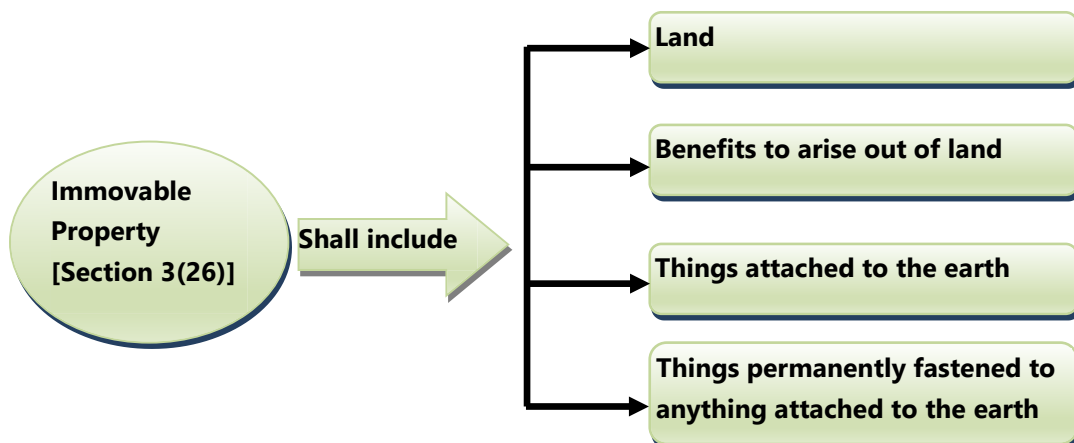 Immovable
Property
[Section 3(26)]
Shall include
Land
Benefits to arise out of land
Things attached to the earth
Things permanently fastened to
anything attached to the earth